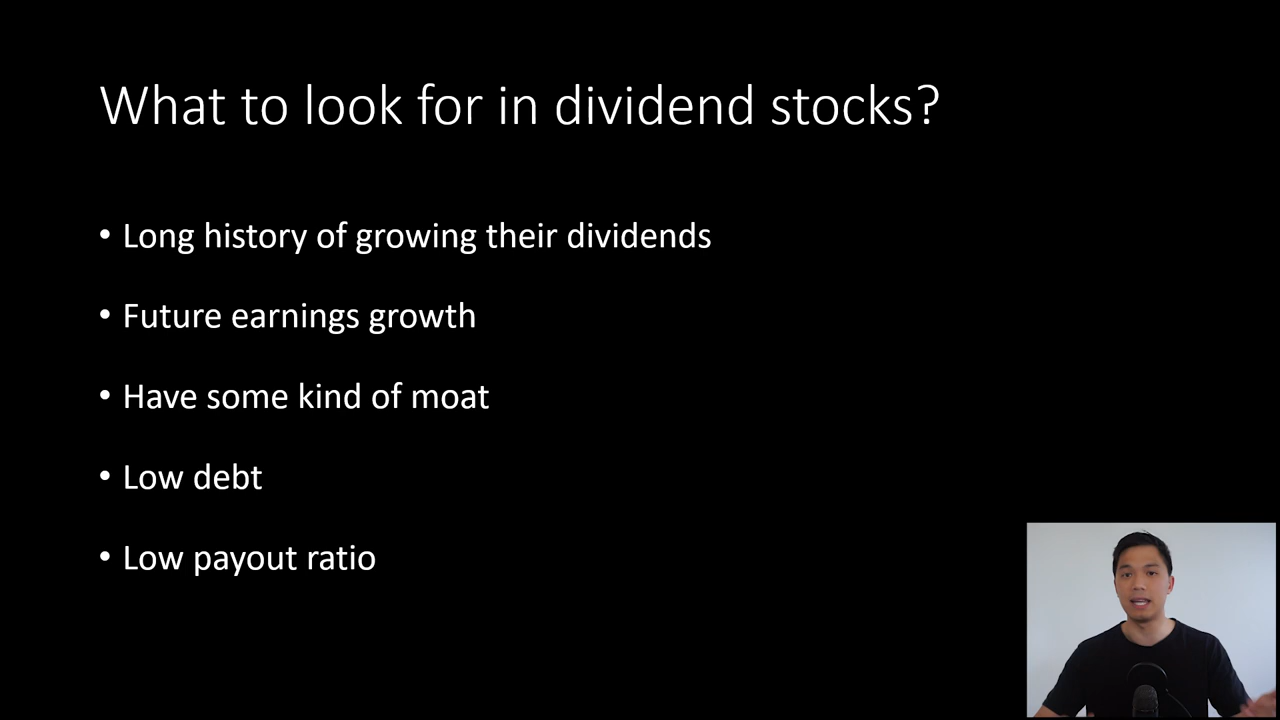 What to look for in dividend stocks?
• Long history of growing their dividends
• Future earnings growth
• Have some kind of moat
• Low debt
• Low payout ratio